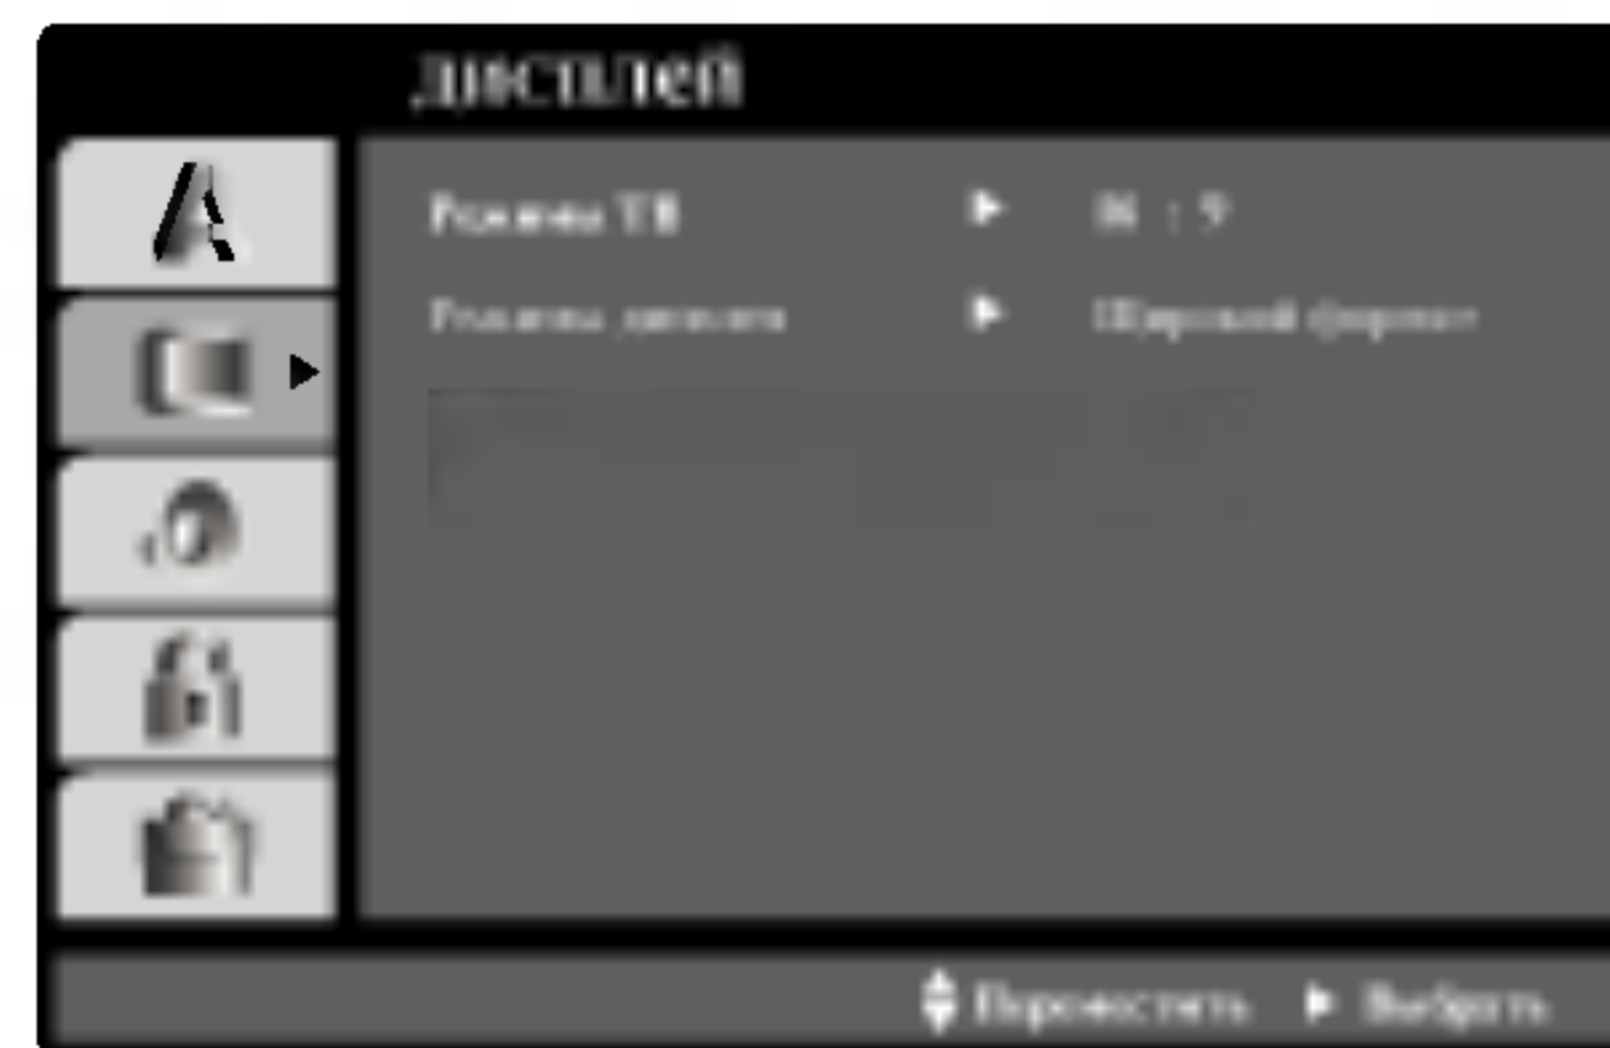 дисплей
Режимы ТВ 16 : 9
Режимы дисплея Широкий формат
Переместить Выбрать